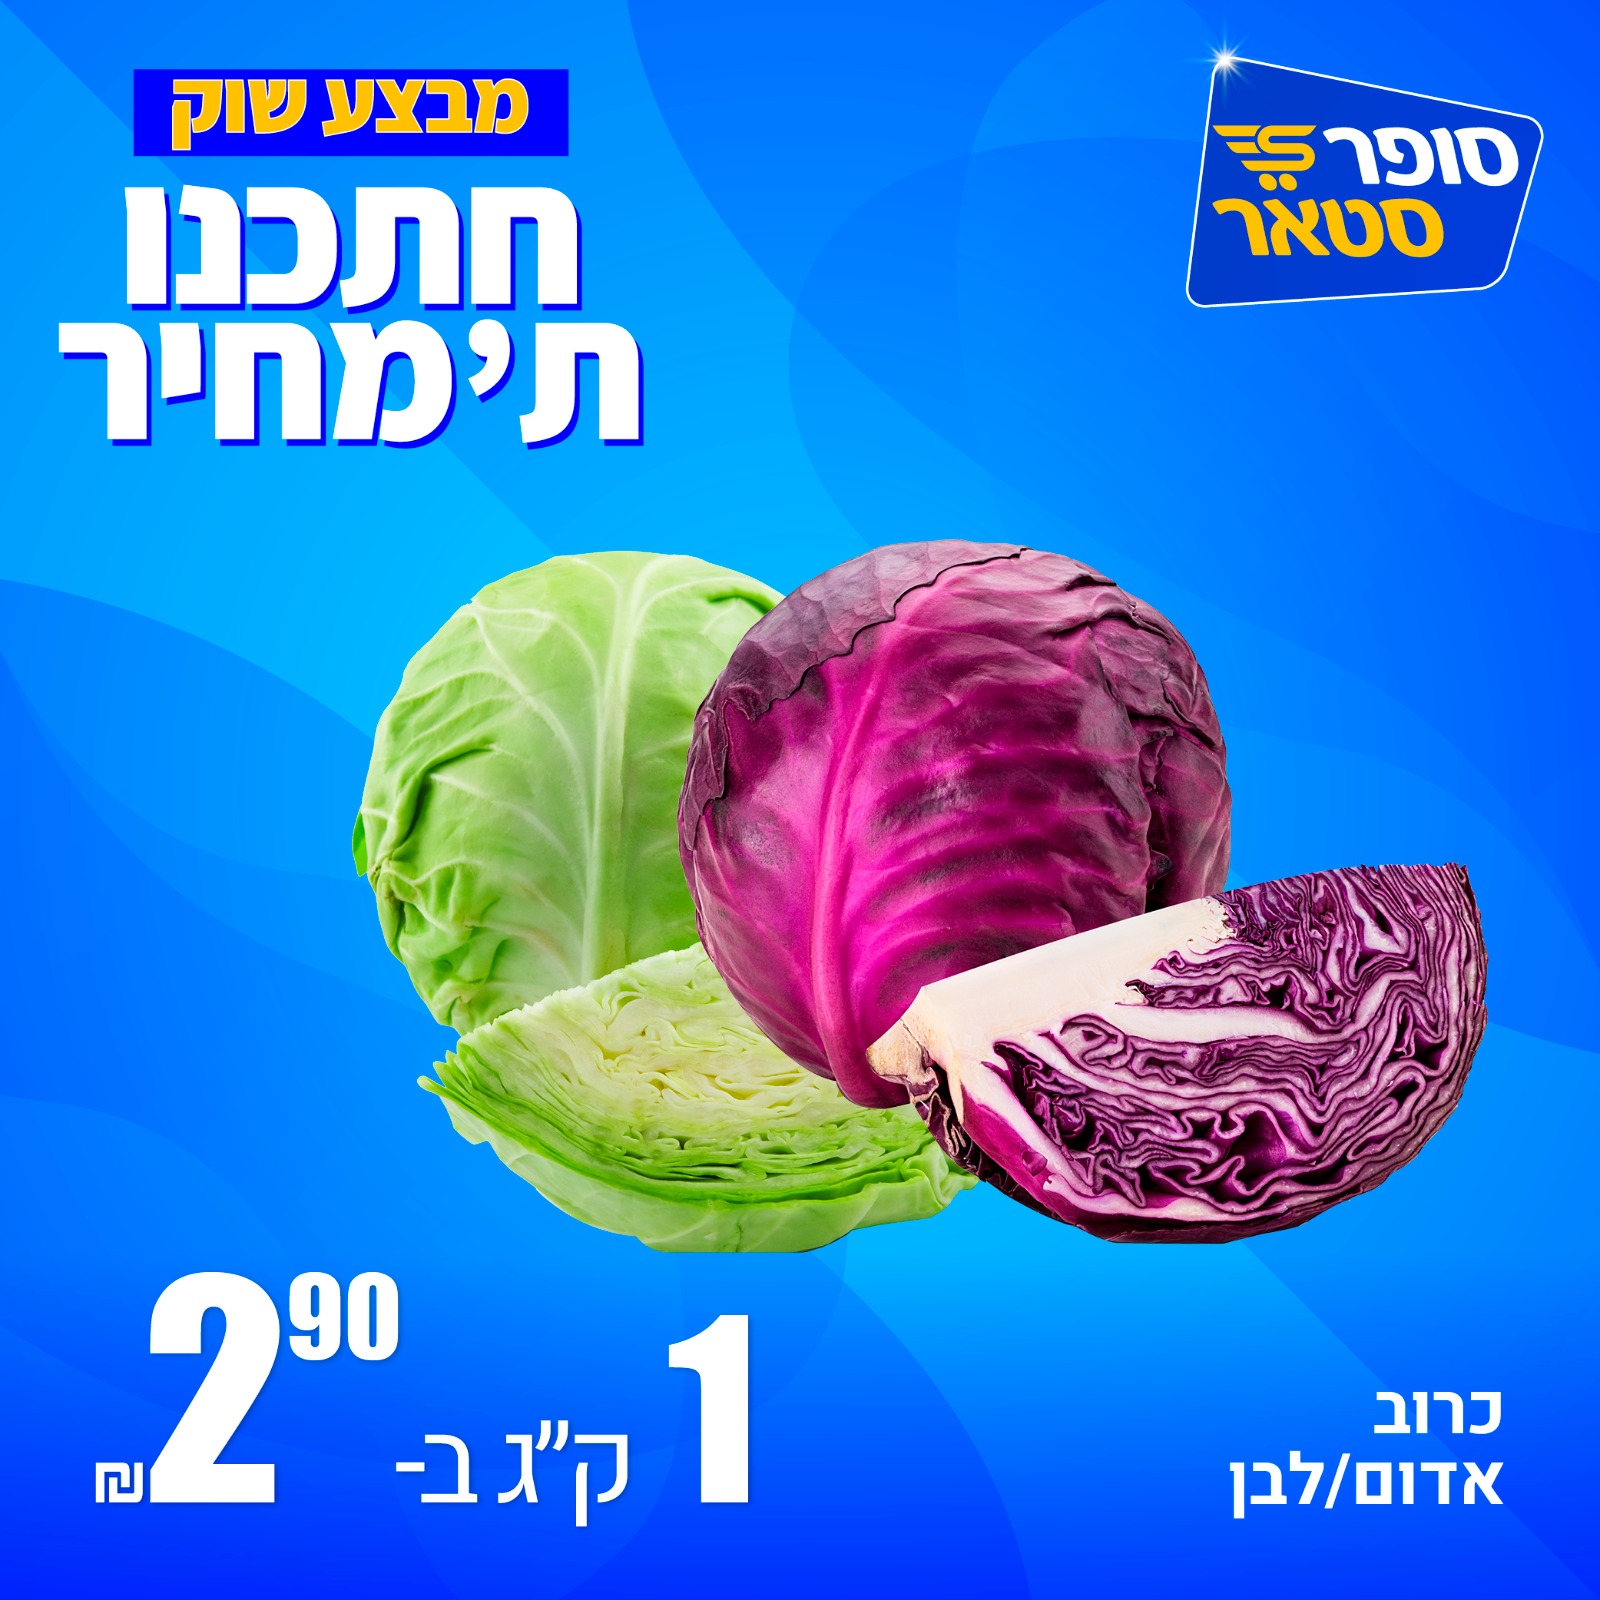 מבצע שוק
חתכנו
ת'מחיר
סופר
סטאר
1 ק"ג ב- 2.90 ₪
כרוב
אדום/לבן